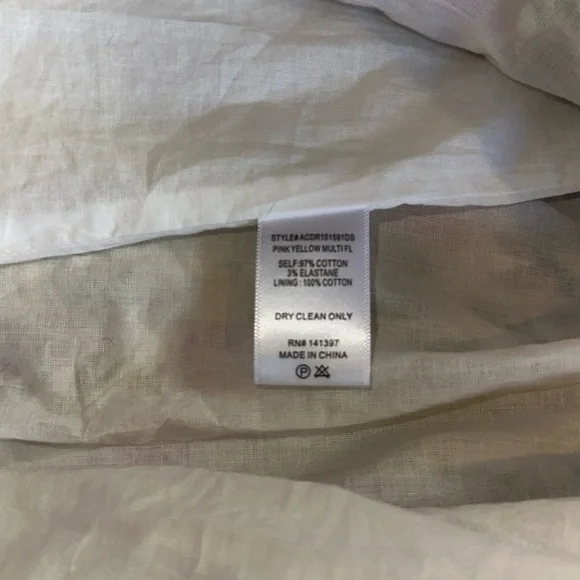 STYLE# ACDR101591DS
PINK YELLOW MULTI FL
SELF: 97% COTTON
3% ELASTANE
LINING : 100% COTTON
DRY CLEAN ONLY
RN# 141397
MADE IN CHINA
P